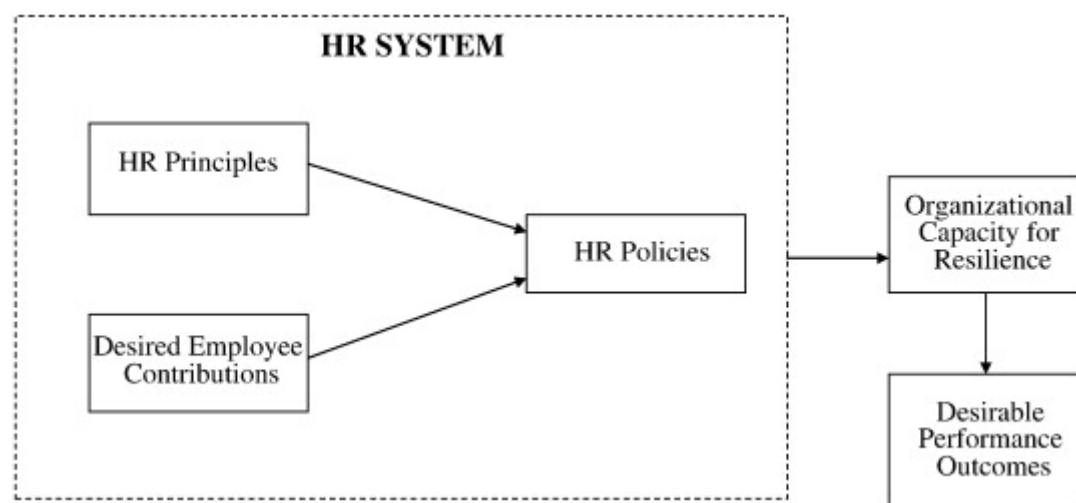 HR SYSTEM
HR Principles
HR Policies
Desired Employee
Contributions
Organizational
Capacity for
Resilience
Desirable
Performance
Outcomes